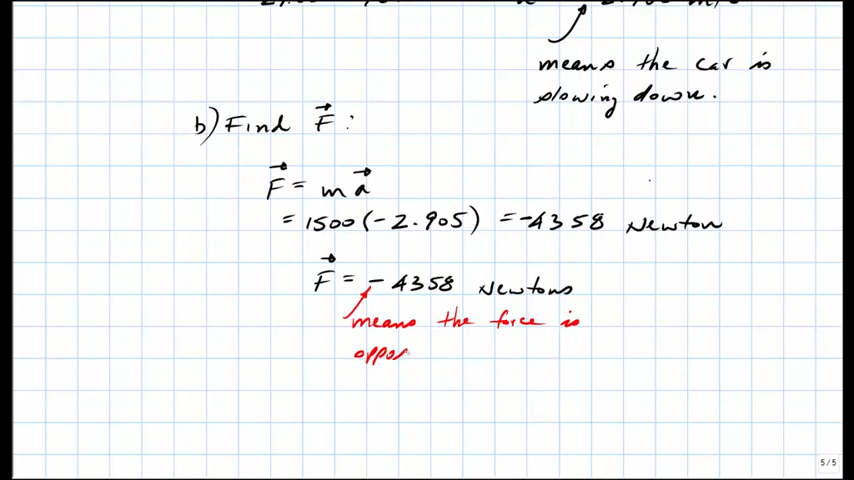 means the car is
slowing down.
b) Find F⃗ :
F⃗ = m a⃗
= 1500 (-2.905) = -4358 Newton
F⃗ = - 4358 Newtons
means the force is
oppos
5/5